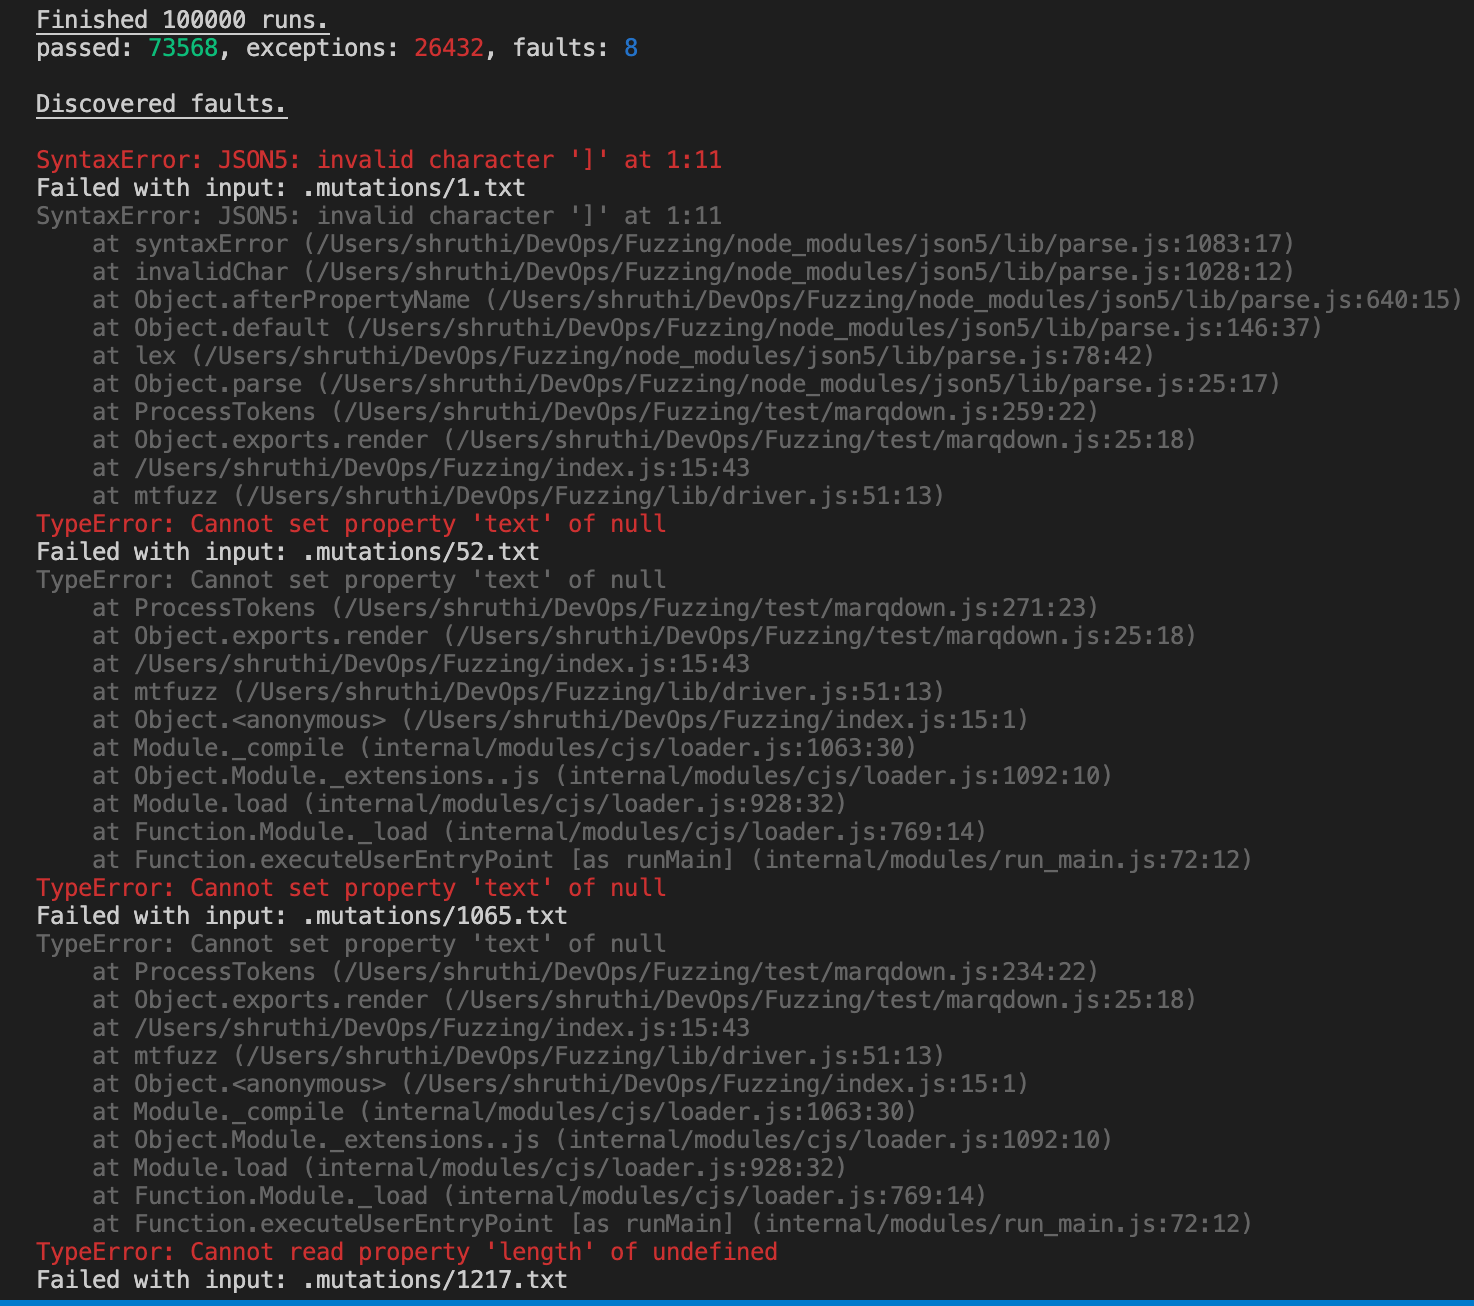 Finished 100000 runs.
passed: 73568, exceptions: 26432, faults: 8
Discovered faults.
SyntaxError: JSON5: invalid character ']' at 1:11
Failed with input: .mutations/1.txt
SyntaxError: JSON5: invalid character ']' at 1:11
    at syntaxError (/Users/shruthi/DevOps/Fuzzing/node_modules/json5/lib/parse.js:1083:17)
    at invalidChar (/Users/shruthi/DevOps/Fuzzing/node_modules/json5/lib/parse.js:1028:12)
    at Object.afterPropertyName (/Users/shruthi/DevOps/Fuzzing/node_modules/json5/lib/parse.js:640:15)
    at Object.default (/Users/shruthi/DevOps/Fuzzing/node_modules/json5/lib/parse.js:146:37)
    at lex (/Users/shruthi/DevOps/Fuzzing/node_modules/json5/lib/parse.js:78:42)
    at Object.parse (/Users/shruthi/DevOps/Fuzzing/node_modules/json5/lib/parse.js:25:17)
    at ProcessTokens (/Users/shruthi/DevOps/Fuzzing/test/marqdown.js:259:22)
    at Object.exports.render (/Users/shruthi/DevOps/Fuzzing/test/marqdown.js:25:18)
    at /Users/shruthi/DevOps/Fuzzing/index.js:15:43
    at mtfuzz (/Users/shruthi/DevOps/Fuzzing/lib/driver.js:51:13)
TypeError: Cannot set property 'text' of null
Failed with input: .mutations/52.txt
TypeError: Cannot set property 'text' of null
    at ProcessTokens (/Users/shruthi/DevOps/Fuzzing/test/marqdown.js:271:23)
    at Object.exports.render (/Users/shruthi/DevOps/Fuzzing/test/marqdown.js:25:18)
    at /Users/shruthi/DevOps/Fuzzing/index.js:15:43
    at mtfuzz (/Users/shruthi/DevOps/Fuzzing/lib/driver.js:51:13)
    at Object.<anonymous> (/Users/shruthi/DevOps/Fuzzing/index.js:15:1)
    at Module._compile (internal/modules/cjs/loader.js:1063:30)
    at Object.Module._extensions..js (internal/modules/cjs/loader.js:1092:10)
    at Module.load (internal/modules/cjs/loader.js:928:32)
    at Function.Module._load (internal/modules/cjs/loader.js:769:14)
    at Function.executeUserEntryPoint [as runMain] (internal/modules/run_main.js:72:12)
TypeError: Cannot set property 'text' of null
Failed with input: .mutations/1065.txt
TypeError: Cannot set property 'text' of null
    at ProcessTokens (/Users/shruthi/DevOps/Fuzzing/test/marqdown.js:234:22)
    at Object.exports.render (/Users/shruthi/DevOps/Fuzzing/test/marqdown.js:25:18)
    at /Users/shruthi/DevOps/Fuzzing/index.js:15:43
    at mtfuzz (/Users/shruthi/DevOps/Fuzzing/lib/driver.js:51:13)
    at Object.<anonymous> (/Users/shruthi/DevOps/Fuzzing/index.js:15:1)
    at Module._compile (internal/modules/cjs/loader.js:1063:30)
    at Object.Module._extensions..js (internal/modules/cjs/loader.js:1092:10)
    at Module.load (internal/modules/cjs/loader.js:928:32)
    at Function.Module._load (internal/modules/cjs/loader.js:769:14)
    at Function.executeUserEntryPoint [as runMain] (internal/modules/run_main.js:72:12)
TypeError: Cannot read property 'length' of undefined
Failed with input: .mutations/1217.txt